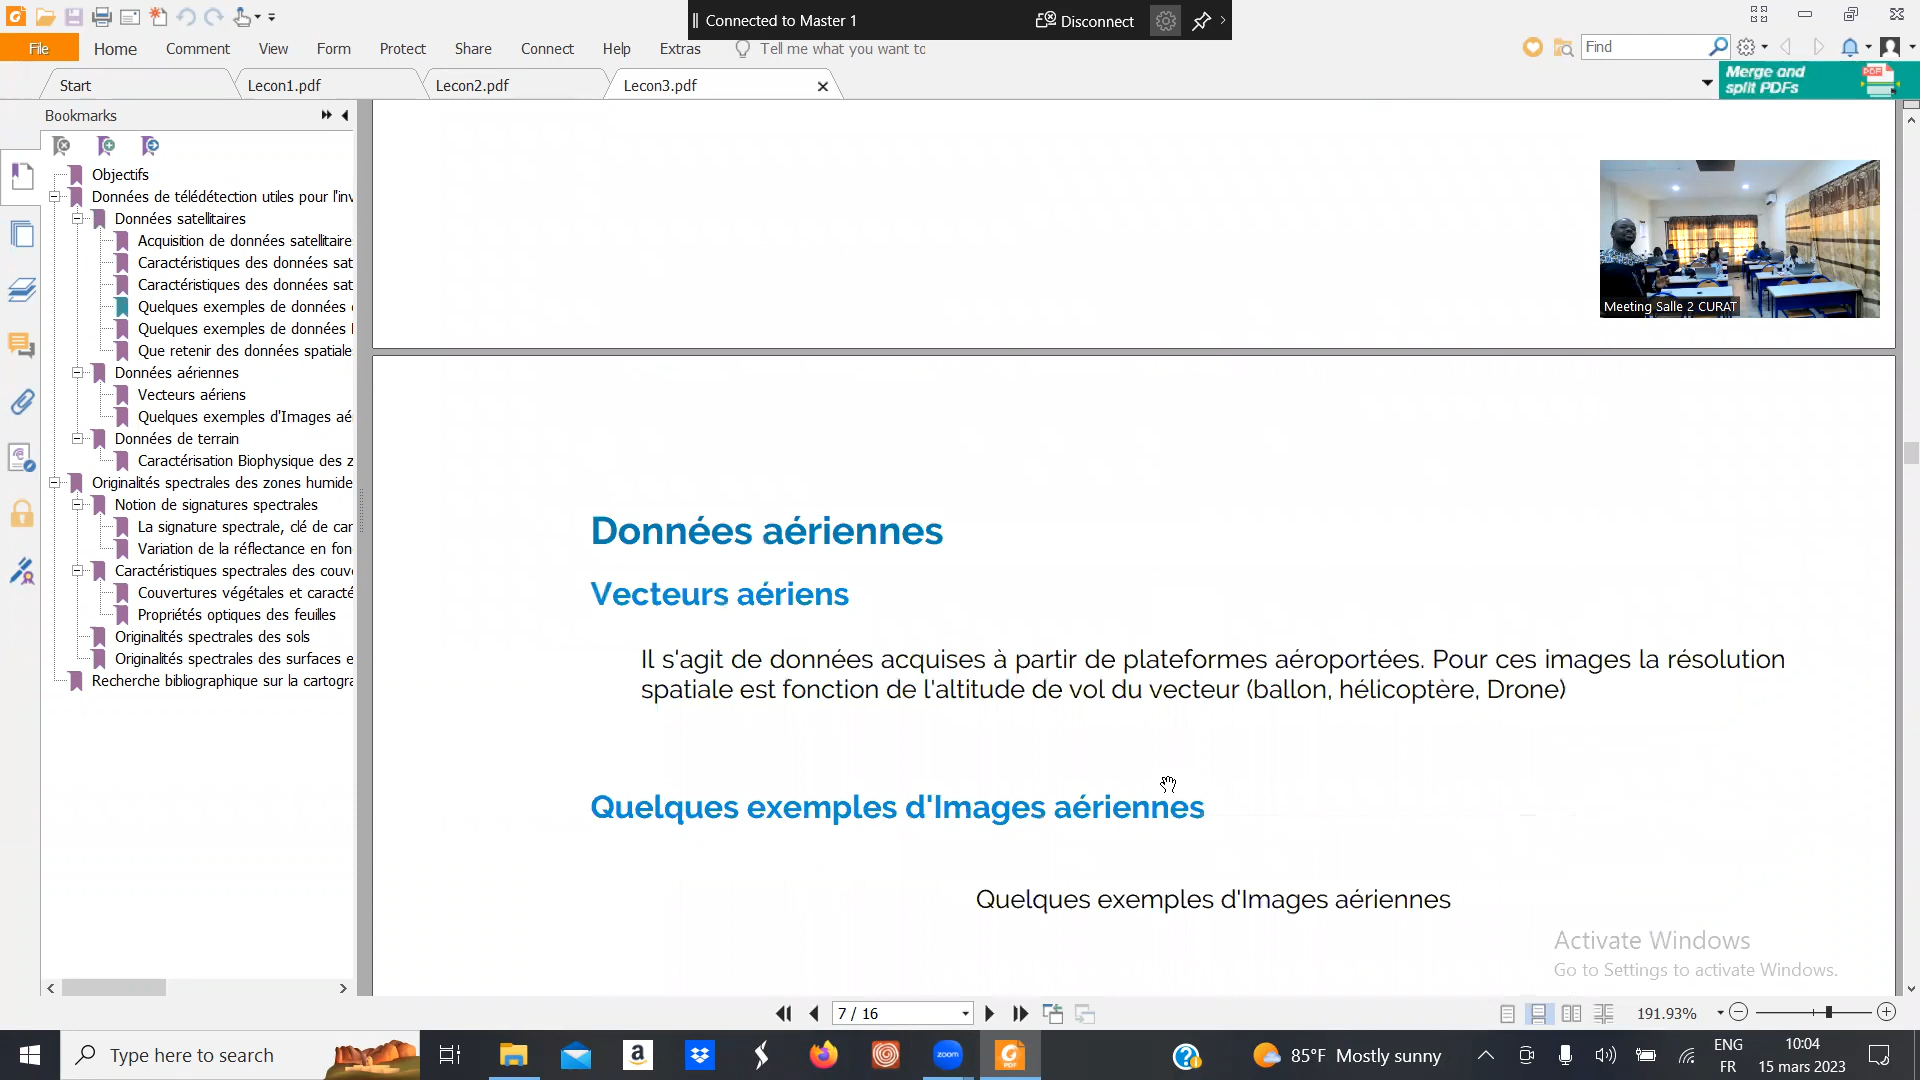 Connected to Master 1
Disconnect
File
Home
Comment
View
Form
Protect
Share
Connect
Help
Extras
Tell me what you want to
Find
Start
Lecon1.pdf
Lecon2.pdf
Lecon3.pdf
Merge and
split PDFs
PDF
Bookmarks
Objectifs
Données de télédétection utiles pour l'inv
Données satellitaires
Acquisition de données satellitaire
Caractéristiques des données sat
Caractéristiques des données sat
Quelques exemples de données
Quelques exemples de données
Que retenir des données spatiale
Données aériennes
Vecteurs aériens
Quelques exemples d'Images aé
Données de terrain
Caractérisation Biophysique des z
Originalités spectrales des zones humide
Notion de signatures spectrales
La signature spectrale, clé de car
Variation de la réflectance en fon
Caractéristiques spectrales des couv
Couvertures végétales et caracté
Propriétés optiques des feuilles
Originalités spectrales des sols
Originalités spectrales des surfaces e
Recherche bibliographique sur la cartogra
Meeting Salle 2 CURAT
Données aériennes
Vecteurs aériens
Il s'agit de données acquises à partir de plateformes aéroportées. Pour ces images la résolution
spatiale est fonction de l'altitude de vol du vecteur (ballon, hélicoptère, Drone)
Quelques exemples d'Images aériennes
Quelques exemples d'Images aériennes
Activate Windows
Go to Settings to activate Windows.
7 / 16
191.93%
Type here to search
zoom
PDF
85°F Mostly sunny
ENG
FR
10:04
15 mars 2023